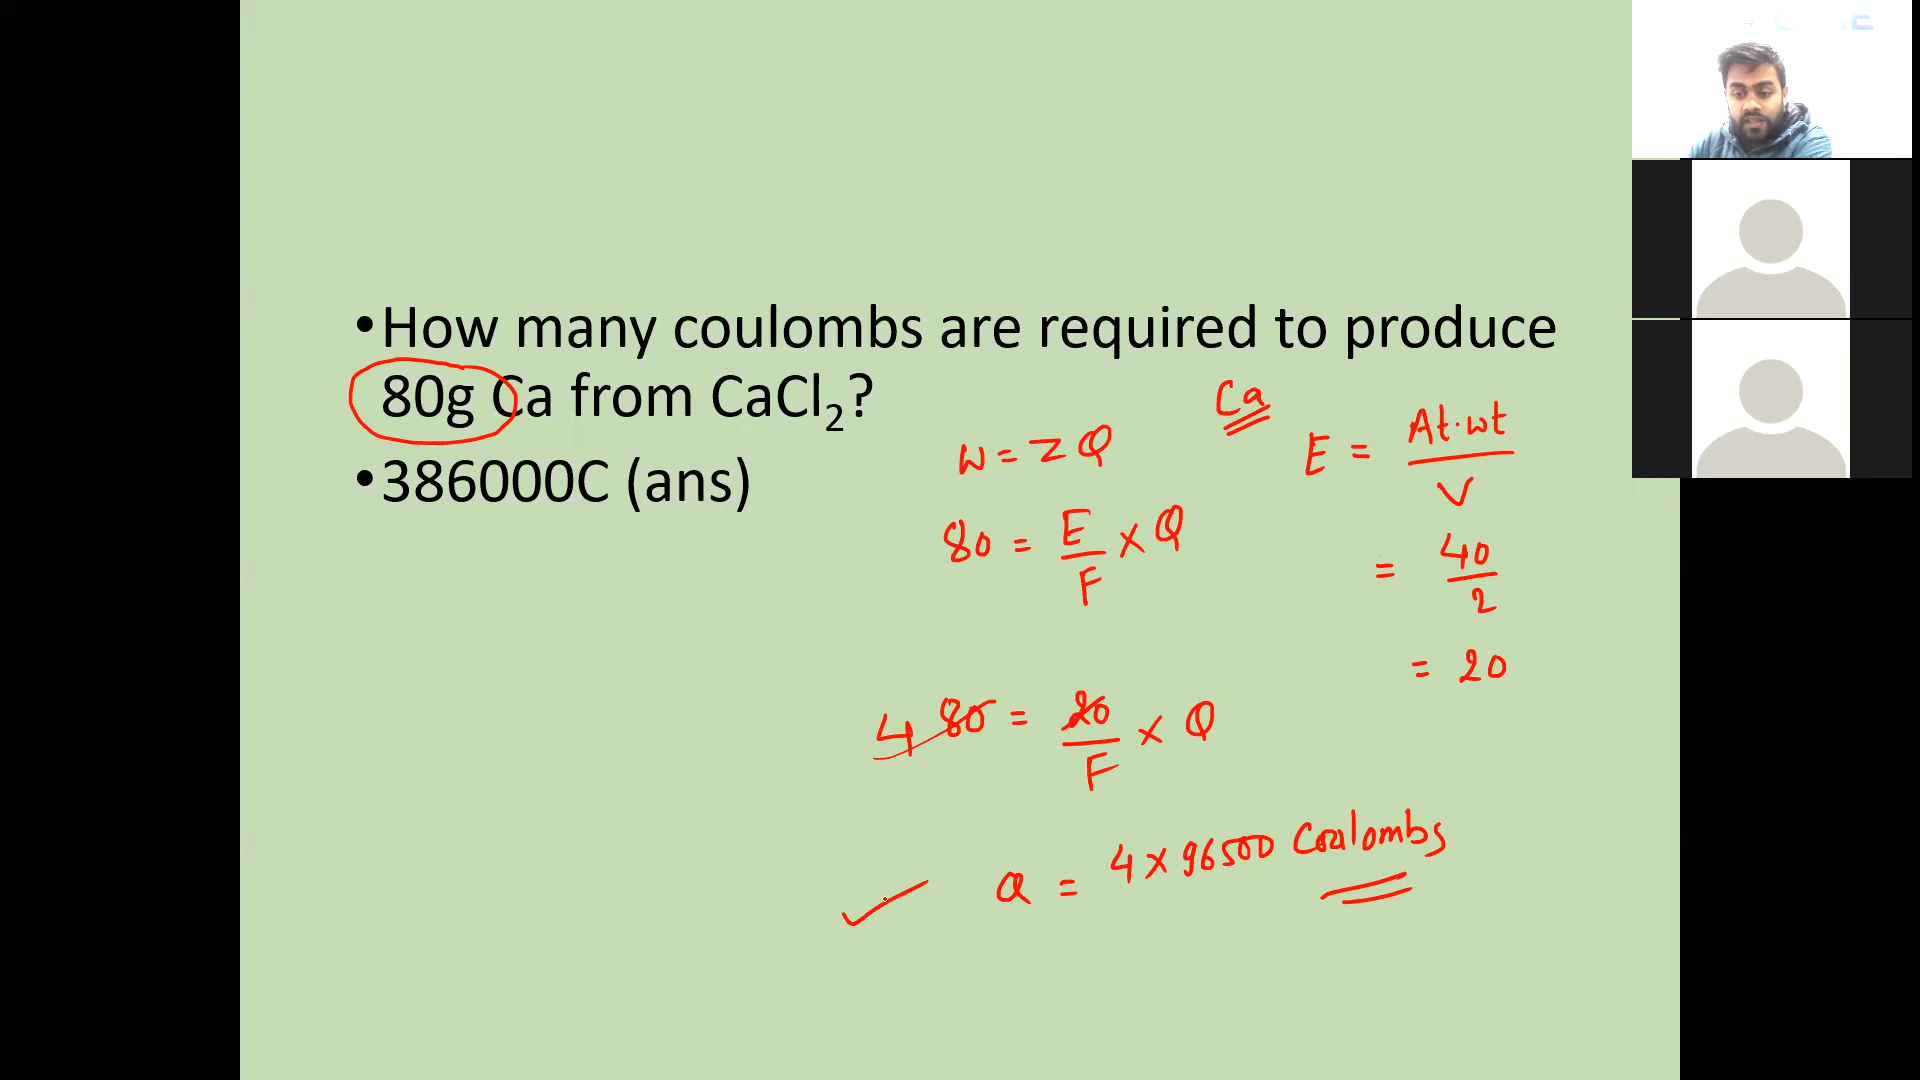 •How many coulombs are required to produce
80g Ca from CaCl₂?
•386000C (ans)
Ca
W = Z Q
E = At.wt / V
80 = E/F × Q
= 40/2
= 20
4 80 = 20/F × Q
Q = 4 × 96500 Coulombs